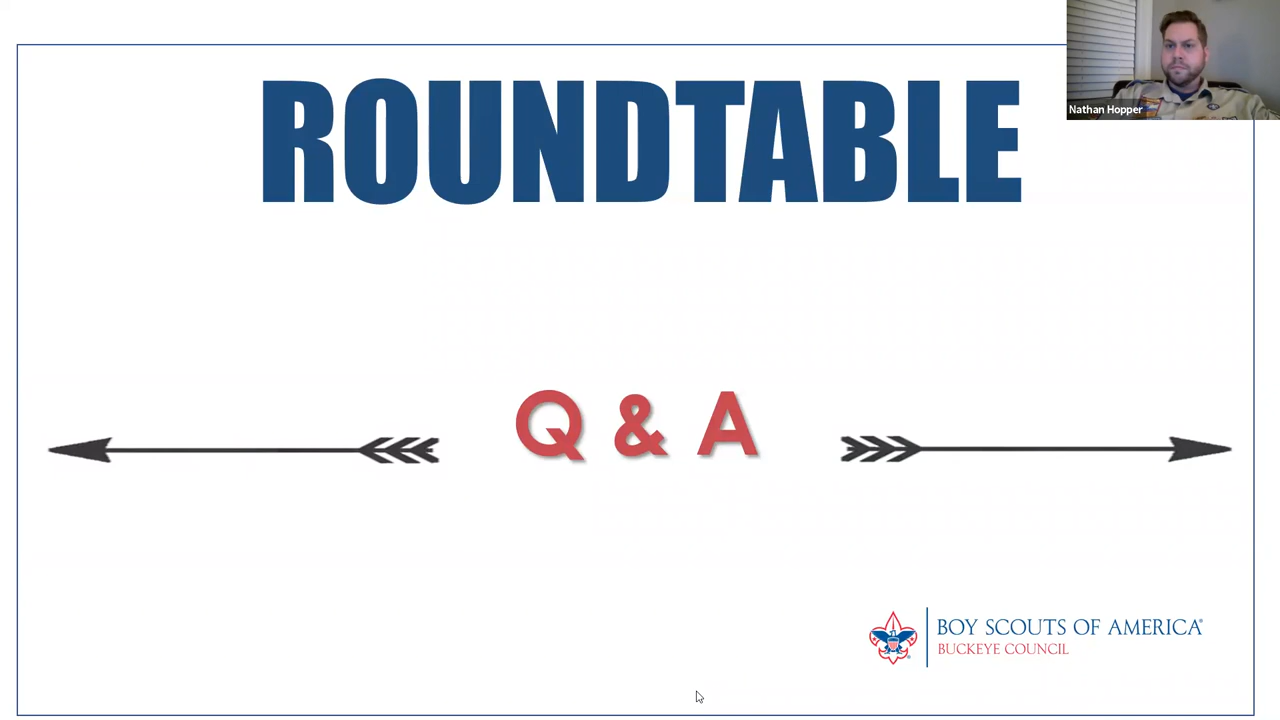 ROUNDTABLE
Nathan Hopper
Q & A
BOY SCOUTS OF AMERICA®
BUCKEYE COUNCIL